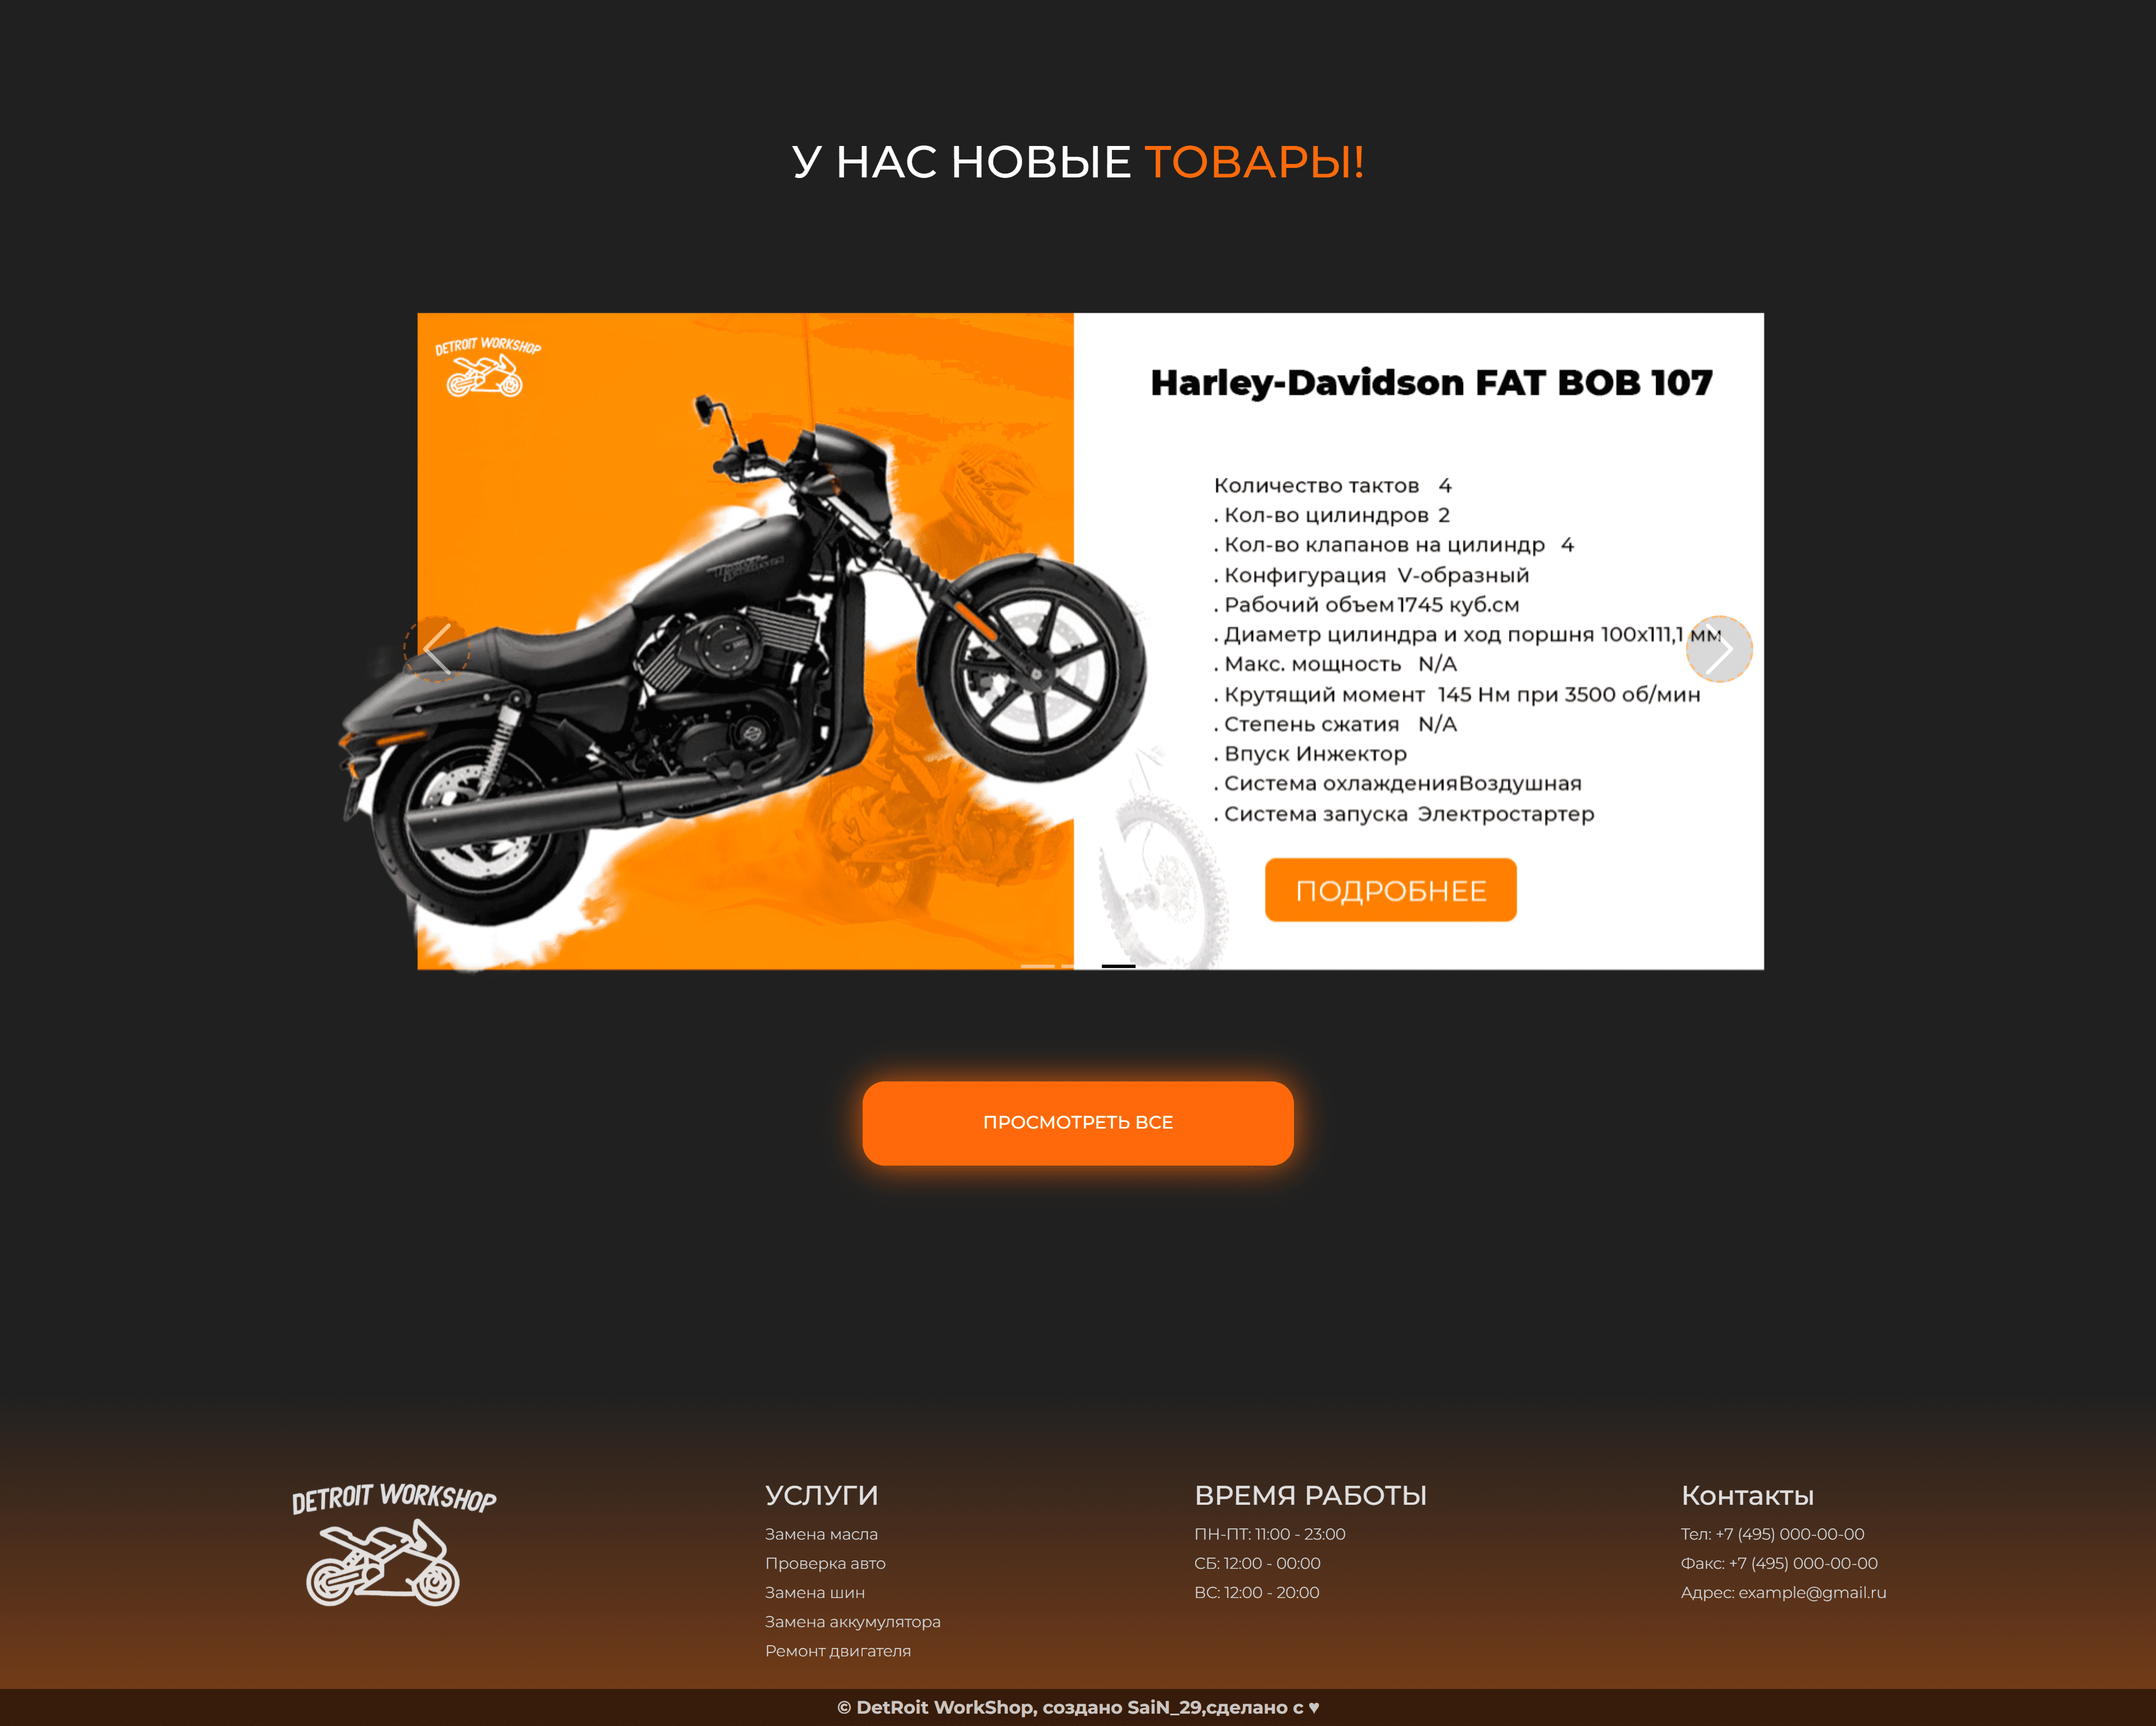 У НАС НОВЫЕ ТОВАРЫ!
DETROIT WORKSHOP
Harley-Davidson FAT BOB 107
100%
Количество тактов 4
. Кол-во цилиндров 2
. Кол-во клапанов на цилиндр 4
. Конфигурация V-образный
. Рабочий объем 1745 куб.см
. Диаметр цилиндра и ход поршня 100х111,1 мм
. Макс. мощность N/A
. Крутящий момент 145 Нм при 3500 об/мин
. Степень сжатия N/A
. Впуск Инжектор
. Система охлажденияВоздушная
. Система запуска Электростартер
ПОДРОБНЕЕ
ПРОСМОТРЕТЬ ВСЕ
DETROIT WORKSHOP
УСЛУГИ
Замена масла
Проверка авто
Замена шин
Замена аккумулятора
Ремонт двигателя
ВРЕМЯ РАБОТЫ
ПН-ПТ: 11:00 - 23:00
СБ: 12:00 - 00:00
ВС: 12:00 - 20:00
Контакты
Тел: +7 (495) 000-00-00
Факс: +7 (495) 000-00-00
Адрес: example@gmail.ru
© DetRoit WorkShop, создано SaiN_29,сделано с ♥